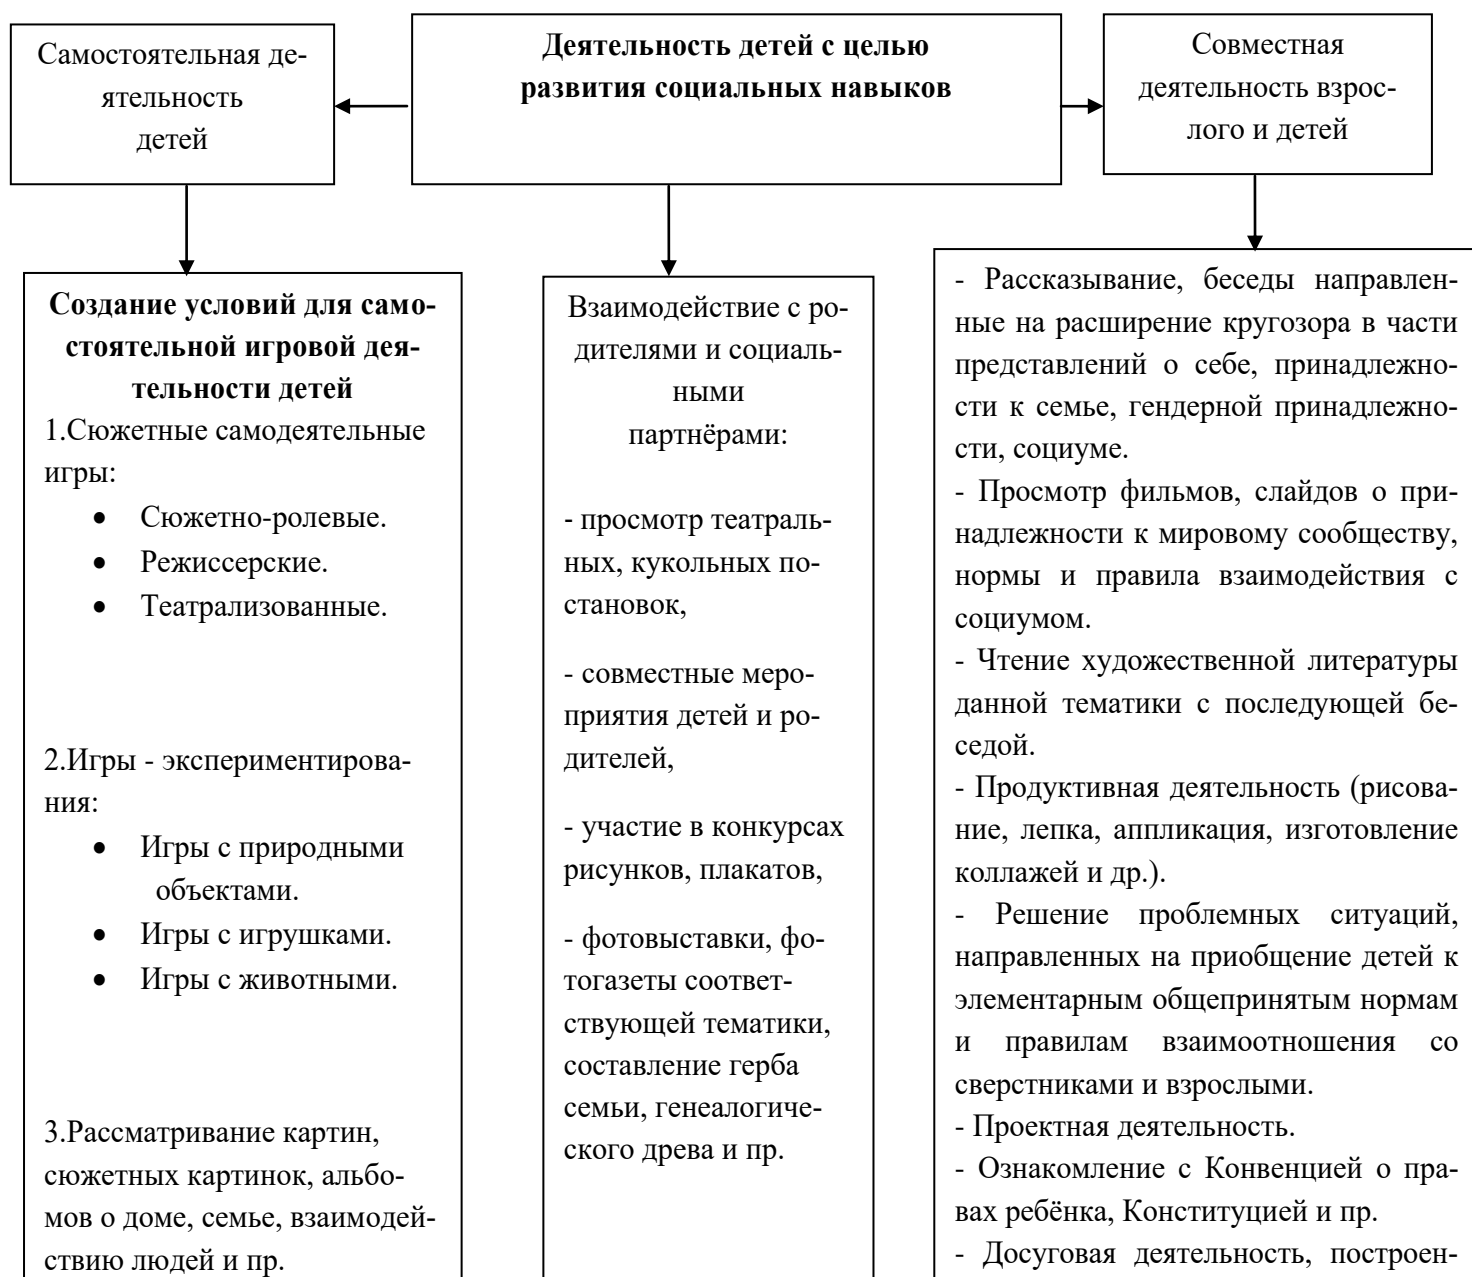 Самостоятельная де-
ятельность
детей
Деятельность детей с целью
развития социальных навыков
Совместная
деятельность взрос-
лого и детей
Создание условий для само-
стоятельной игровой дея-
тельности детей
1.Сюжетные самодеятельные
игры:
• Сюжетно-ролевые.
• Режиссерские.
• Театрализованные.
2.Игры - экспериментирова-
ния:
• Игры с природными
объектами.
• Игры с игрушками.
• Игры с животными.
3.Рассматривание картин,
сюжетных картинок, альбо-
мов о доме, семье, взаимодей-
ствию людей и пр.
Взаимодействие с ро-
дителями и социаль-
ными
партнёрами:
- просмотр театраль-
ных, кукольных по-
становок,
- совместные меро-
приятия детей и ро-
дителей,
- участие в конкурсах
рисунков, плакатов,
- фотовыставки, фо-
тогазеты соответ-
ствующей тематики,
составление герба
семьи, генеалогиче-
ского древа и пр.
- Рассказывание, беседы направлен-
ные на расширение кругозора в части
представлений о себе, принадлежно-
сти к семье, гендерной принадлежно-
сти, социуме.
- Просмотр фильмов, слайдов о при-
надлежности к мировому сообществу,
нормы и правила взаимодействия с
социумом.
- Чтение художественной литературы
данной тематики с последующей бе-
седой.
- Продуктивная деятельность (рисова-
ние, лепка, аппликация, изготовление
коллажей и др.).
- Решение проблемных ситуаций,
направленных на приобщение детей к
элементарным общепринятым нормам
и правилам взаимоотношения со
сверстниками и взрослыми.
- Проектная деятельность.
- Ознакомление с Конвенцией о пра-
вах ребёнка, Конституцией и пр.
- Досуговая деятельность, построен-